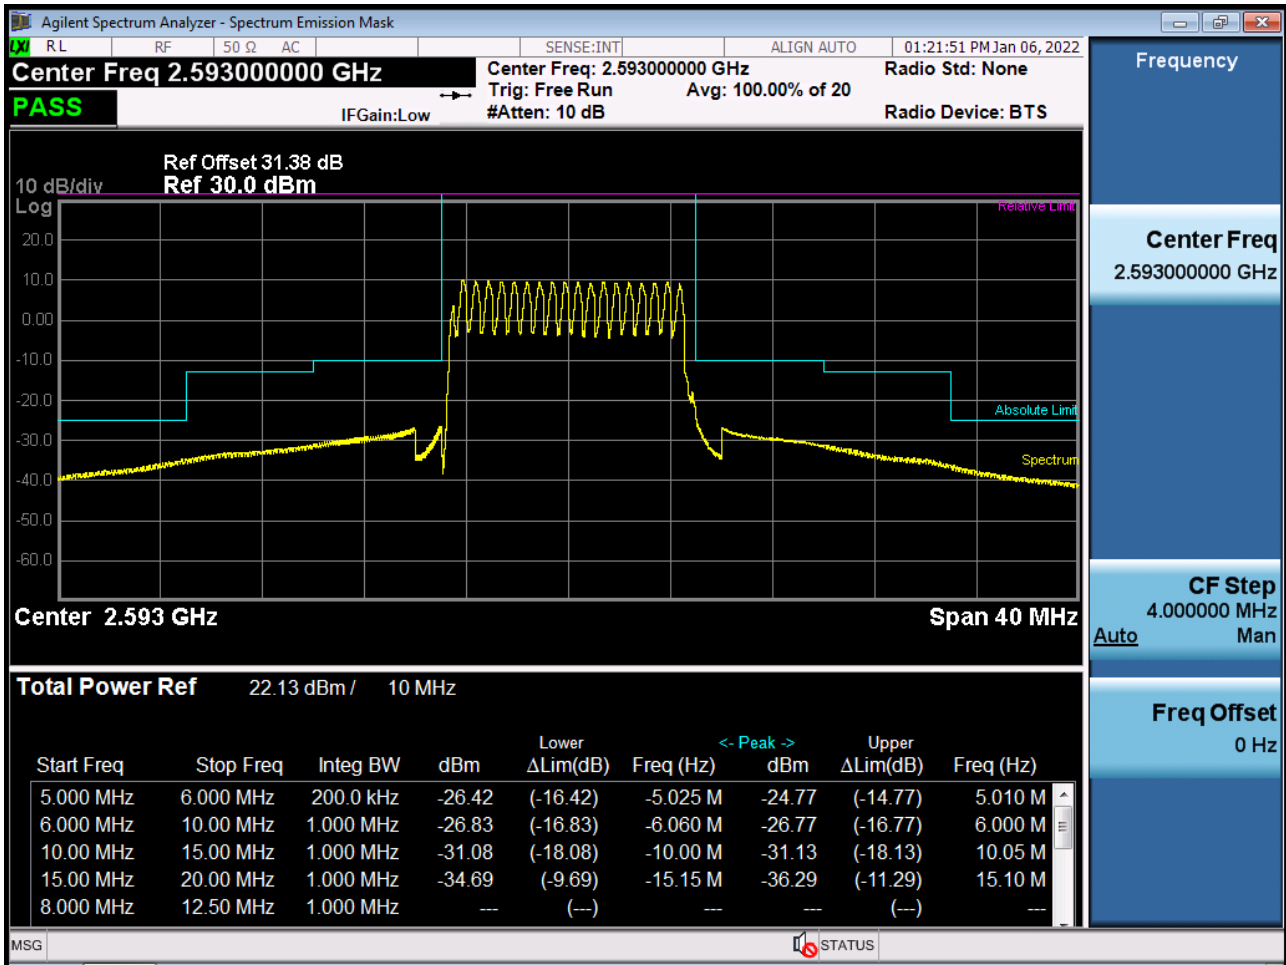 Agilent Spectrum Analyzer - Spectrum Emission Mask
LXI RL RF 50 Ω AC SENSE:INT ALIGN AUTO 01:21:51 PM Jan 06, 2022
Center Freq 2.593000000 GHz
Center Freq: 2.593000000 GHz Radio Std: None
Trig: Free Run Avg: 100.00% of 20
PASS IFGain:Low #Atten: 10 dB Radio Device: BTS
Ref Offset 31.38 dB
10 dB/div Ref 30.0 dBm
Log
Relative Limit
20.0
10.0
0.00
-10.0
-20.0
Absolute Limit
-30.0
Spectrum
-40.0
-50.0
-60.0
Center 2.593 GHz Span 40 MHz
Total Power Ref 22.13 dBm / 10 MHz
Lower <- Peak -> Upper
Start Freq Stop Freq Integ BW dBm ΔLim(dB) Freq (Hz) dBm ΔLim(dB) Freq (Hz)
5.000 MHz 6.000 MHz 200.0 kHz -26.42 (-16.42) -5.025 M -24.77 (-14.77) 5.010 M
6.000 MHz 10.00 MHz 1.000 MHz -26.83 (-16.83) -6.060 M -26.77 (-16.77) 6.000 M
10.00 MHz 15.00 MHz 1.000 MHz -31.08 (-18.08) -10.00 M -31.13 (-18.13) 10.05 M
15.00 MHz 20.00 MHz 1.000 MHz -34.69 (-9.69) -15.15 M -36.29 (-11.29) 15.10 M
8.000 MHz 12.50 MHz 1.000 MHz --- (---) --- --- (---) ---
MSG STATUS
Frequency
Center Freq
2.593000000 GHz
CF Step
4.000000 MHz
Auto Man
Freq Offset
0 Hz